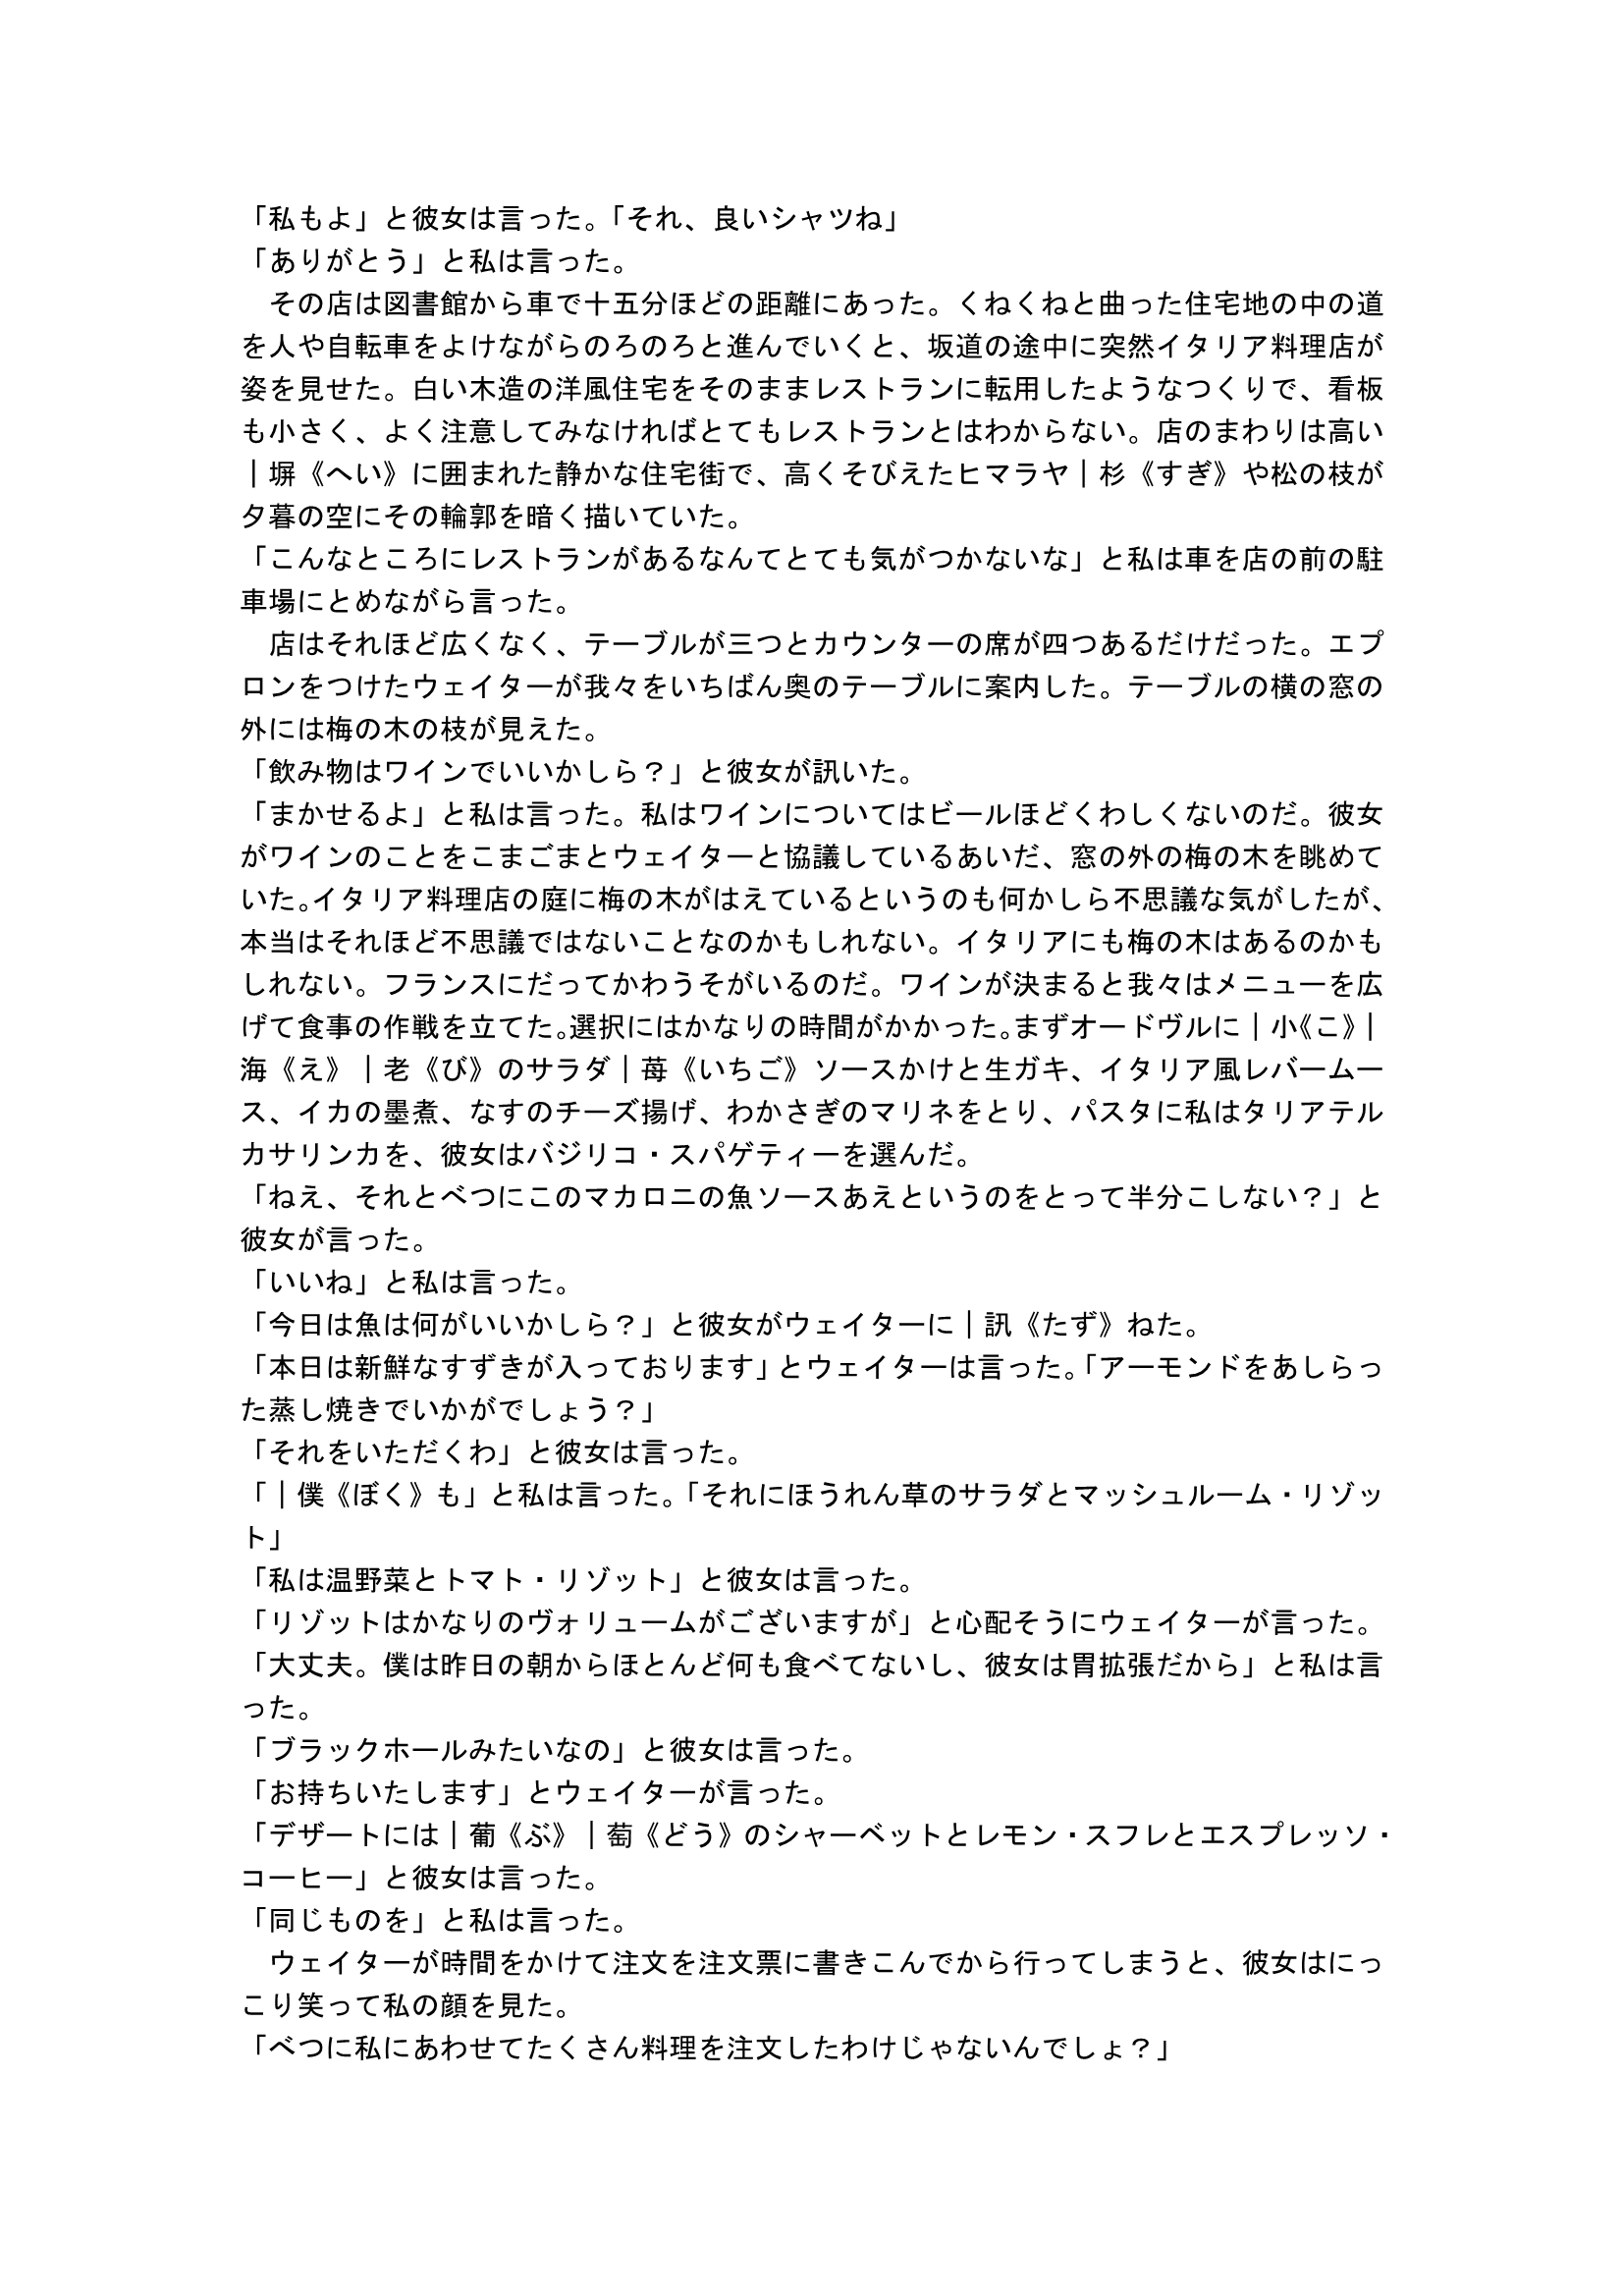 「私もよ」と彼女は言った。「それ、良いシャツね」
「ありがとう」と私は言った。
　その店は図書館から車で十五分ほどの距離にあった。くねくねと曲った住宅地の中の道
を人や自転車をよけながらのろのろと進んでいくと、坂道の途中に突然イタリア料理店が
姿を見せた。白い木造の洋風住宅をそのままレストランに転用したようなつくりで、看板
も小さく、よく注意してみなければとてもレストランとはわからない。店のまわりは高い
｜塀《へい》に囲まれた静かな住宅街で、高くそびえたヒマラヤ｜杉《すぎ》や松の枝が
夕暮の空にその輪郭を暗く描いていた。
「こんなところにレストランがあるなんてとても気がつかないな」と私は車を店の前の駐
車場にとめながら言った。
　店はそれほど広くなく、テーブルが三つとカウンターの席が四つあるだけだった。エプ
ロンをつけたウェイターが我々をいちばん奥のテーブルに案内した。テーブルの横の窓の
外には梅の木の枝が見えた。
「飲み物はワインでいいかしら？」と彼女が訊いた。
「まかせるよ」と私は言った。私はワインについてはビールほどくわしくないのだ。彼女
がワインのことをこまごまとウェイターと協議しているあいだ、窓の外の梅の木を眺めて
いた。イタリア料理店の庭に梅の木がはえているというのも何かしら不思議な気がしたが、
本当はそれほど不思議ではないことなのかもしれない。イタリアにも梅の木はあるのかも
しれない。フランスにだってかわうそがいるのだ。ワインが決まると我々はメニューを広
げて食事の作戦を立てた。選択にはかなりの時間がかかった。まずオードヴルに｜小《こ》｜
海《え》｜老《び》のサラダ｜苺《いちご》ソースかけと生ガキ、イタリア風レバームー
ス、イカの墨煮、なすのチーズ揚げ、わかさぎのマリネをとり、パスタに私はタリアテル
カサリンカを、彼女はバジリコ・スパゲティーを選んだ。
「ねえ、それとべつにこのマカロニの魚ソースあえというのをとって半分こしない？」と
彼女が言った。
「いいね」と私は言った。
「今日は魚は何がいいかしら？」と彼女がウェイターに｜訊《たず》ねた。
「本日は新鮮なすずきが入っております」とウェイターは言った。「アーモンドをあしらっ
た蒸し焼きでいかがでしょう？」
「それをいただくわ」と彼女は言った。
「｜僕《ぼく》も」と私は言った。「それにほうれん草のサラダとマッシュルーム・リゾッ
ト」
「私は温野菜とトマト・リゾット」と彼女は言った。
「リゾットはかなりのヴォリュームがございますが」と心配そうにウェイターが言った。
「大丈夫。僕は昨日の朝からほとんど何も食べてないし、彼女は胃拡張だから」と私は言
った。
「ブラックホールみたいなの」と彼女は言った。
「お持ちいたします」とウェイターが言った。
「デザートには｜葡《ぶ》｜萄《どう》のシャーベットとレモン・スフレとエスプレッソ・
コーヒー」と彼女は言った。
「同じものを」と私は言った。
　ウェイターが時間をかけて注文を注文票に書きこんでから行ってしまうと、彼女はにっ
こり笑って私の顔を見た。
「べつに私にあわせてたくさん料理を注文したわけじゃないんでしょ？」